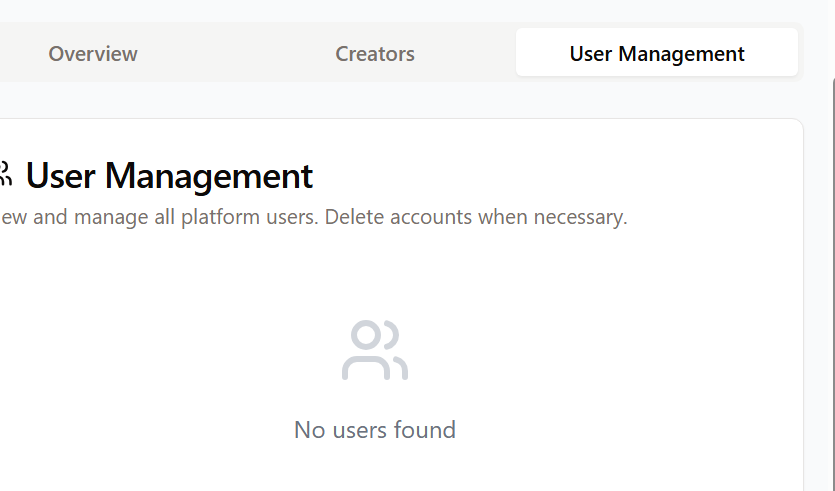 Overview
Creators
User Management
User Management
ew and manage all platform users. Delete accounts when necessary.
No users found